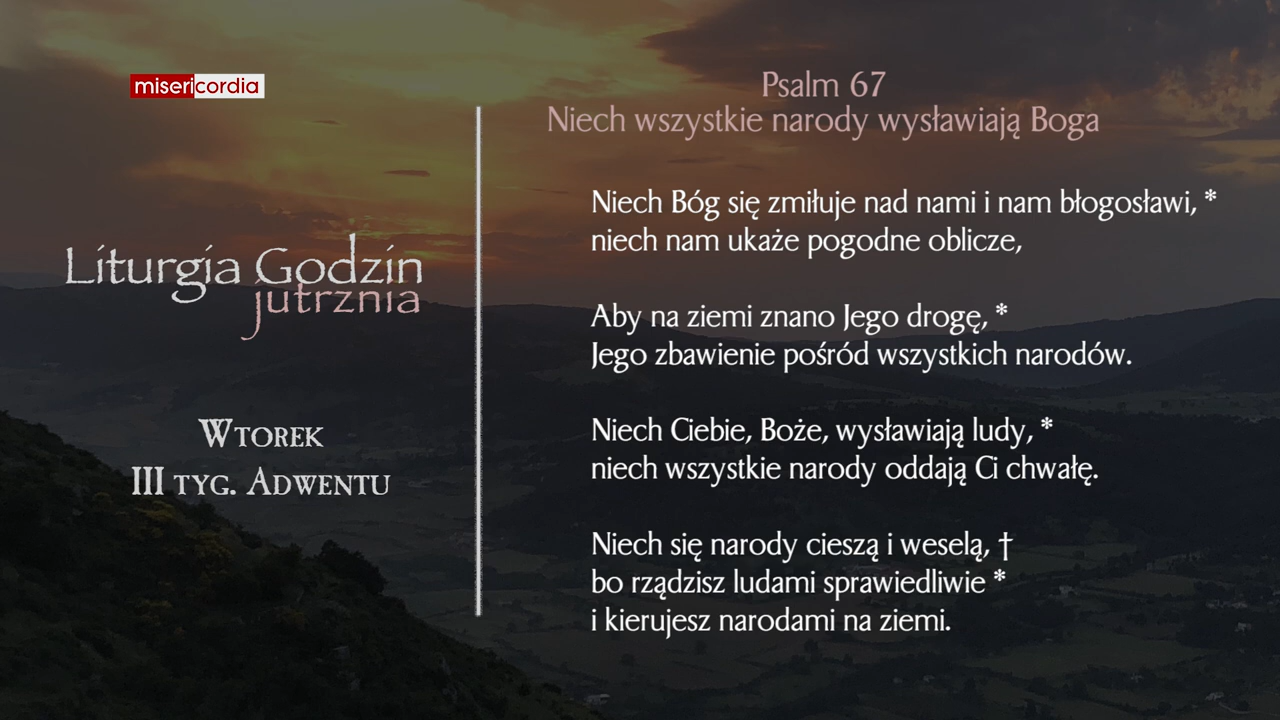 misericordia
Liturgia Godzin
jutrznia
Wtorek
III tyg. Adwentu
Psalm 67
Niech wszystkie narody wysławiają Boga
Niech Bóg się zmiłuje nad nami i nam błogosławi, *
niech nam ukaże pogodne oblicze,
Aby na ziemi znano Jego drogę, *
Jego zbawienie pośród wszystkich narodów.
Niech Ciebie, Boże, wysławiają ludy, *
niech wszystkie narody oddają Ci chwałę.
Niech się narody cieszą i weselą, †
bo rządzisz ludami sprawiedliwie *
i kierujesz narodami na ziemi.